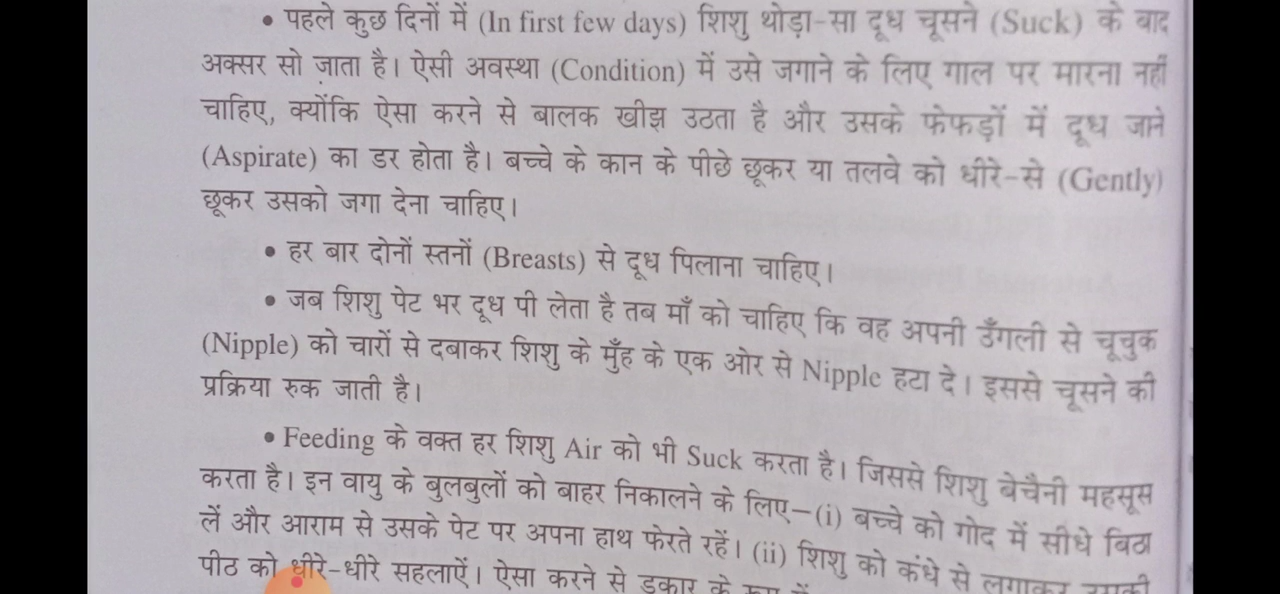 • पहले कुछ दिनों में (In first few days) शिशु थोड़ा-सा दूध चूसने (Suck) के बाद
अक्सर सो जाता है। ऐसी अवस्था (Condition) में उसे जगाने के लिए गाल पर मारना नहीं
चाहिए, क्योंकि ऐसा करने से बालक खीझ उठता है और उसके फेफड़ों में दूध जाने
(Aspirate) का डर होता है। बच्चे के कान के पीछे छूकर या तलवे को धीरे-से (Gently)
छूकर उसको जगा देना चाहिए।
• हर बार दोनों स्तनों (Breasts) से दूध पिलाना चाहिए।
• जब शिशु पेट भर दूध पी लेता है तब माँ को चाहिए कि वह अपनी उँगली से चूचुक
(Nipple) को चारों से दबाकर शिशु के मुँह के एक ओर से Nipple हटा दे। इससे चूसने की
प्रक्रिया रुक जाती है।
• Feeding के वक्त हर शिशु Air को भी Suck करता है। जिससे शिशु बेचैनी महसूस
करता है। इन वायु के बुलबुलों को बाहर निकालने के लिए—(i) बच्चे को गोद में सीधे बिठा
लें और आराम से उसके पेट पर अपना हाथ फेरते रहें। (ii) शिशु को कंधे से लगाकर उसकी
पीठ को धीरे-धीरे सहलाऐं। ऐसा करने से डकार के रूप में